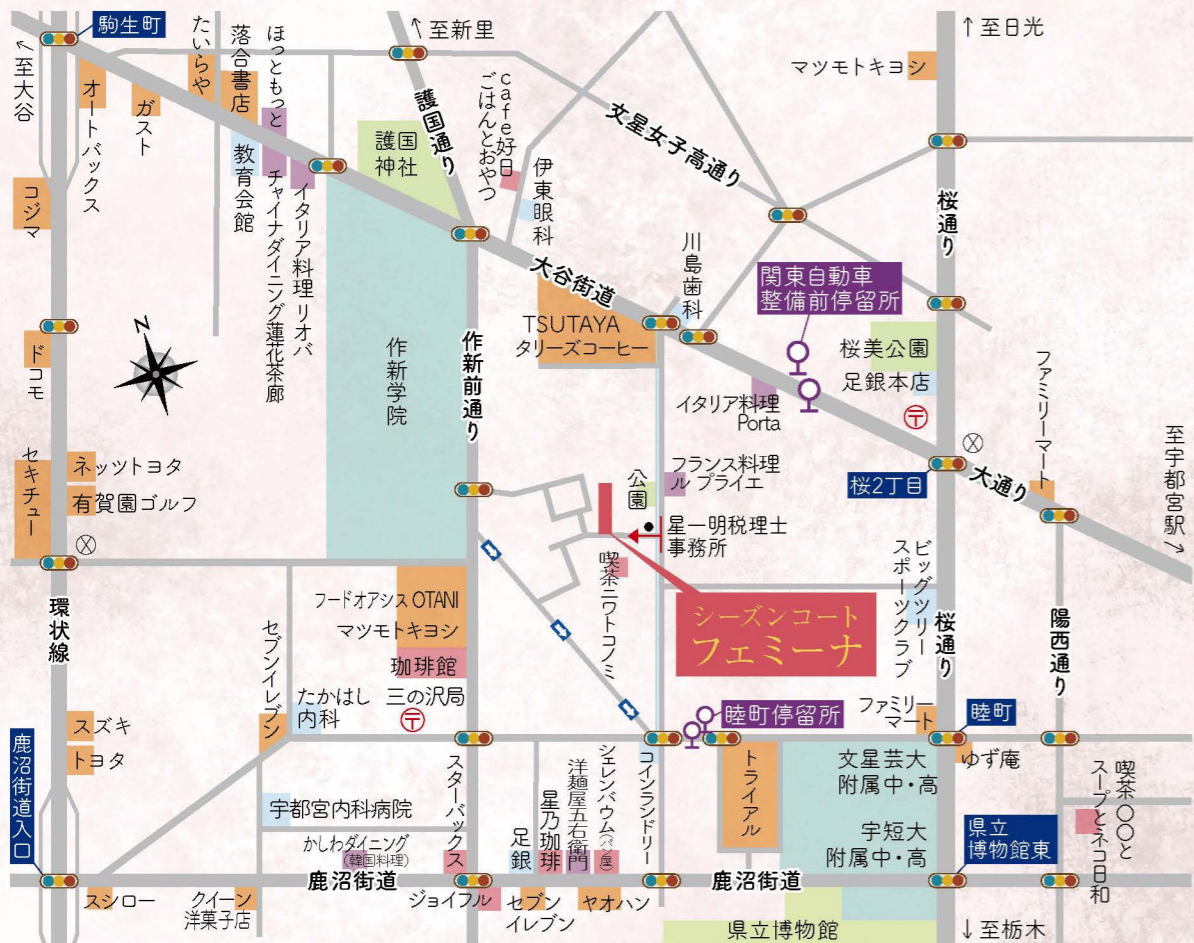 駒生町
↖至大谷
オートバックス
ガスト
たいらや
落合書店
ほっともっと
教育会館
チャイナダイニング蓮花茶廊
イタリア料理 リオバ
↖至新里
護国通り
護国
神社
cafe好日
ごはんとおやつ
伊東眼科
文星女子高通り
マツモトキヨシ
↑至日光
桜通り
コジマ
ドコモ
N
作新学院
作新前通り
大谷街道
TSUTAYA
タリーズコーヒー
川島歯科
関東自動車
整備前停留所
桜美公園
足銀本店
〒
イタリア料理
Porta
ファミリーマート
桜2丁目
大通り
至宇都宮駅↗
セキチュー
ネッツトヨタ
有賀園ゴルフ
環状線
公園
フランス料理
ル プライエ
星一明税理士
事務所
喫茶ニワトコノミ
シーズンコート
フェミーナ
ビッグツリー
スポーツクラブ
桜通り
陽西通り
フードオアシス OTANI
マツモトキヨシ
珈琲館
三の沢局
〒
たかはし
内科
セブンイレブン
スズキ
トヨタ
鹿沼街道入口
睦町停留所
ファミリー
マート
睦町
ゆず庵
文星芸大
附属中・高
宇短大
附属中・高
県立
博物館東
喫茶〇〇と
スープとネコ日和
トライアル
コインランドリー
シェレンバウム(パン屋)
洋麺屋五右衛門
星乃珈琲
足銀
スターバックス
宇都宮内科病院
かしわダイニング
(韓国料理)
鹿沼街道
鹿沼街道
スシロー
クイーン
洋菓子店
ジョイフル
セブン
イレブン
ヤオハン
県立博物館
↓至栃木